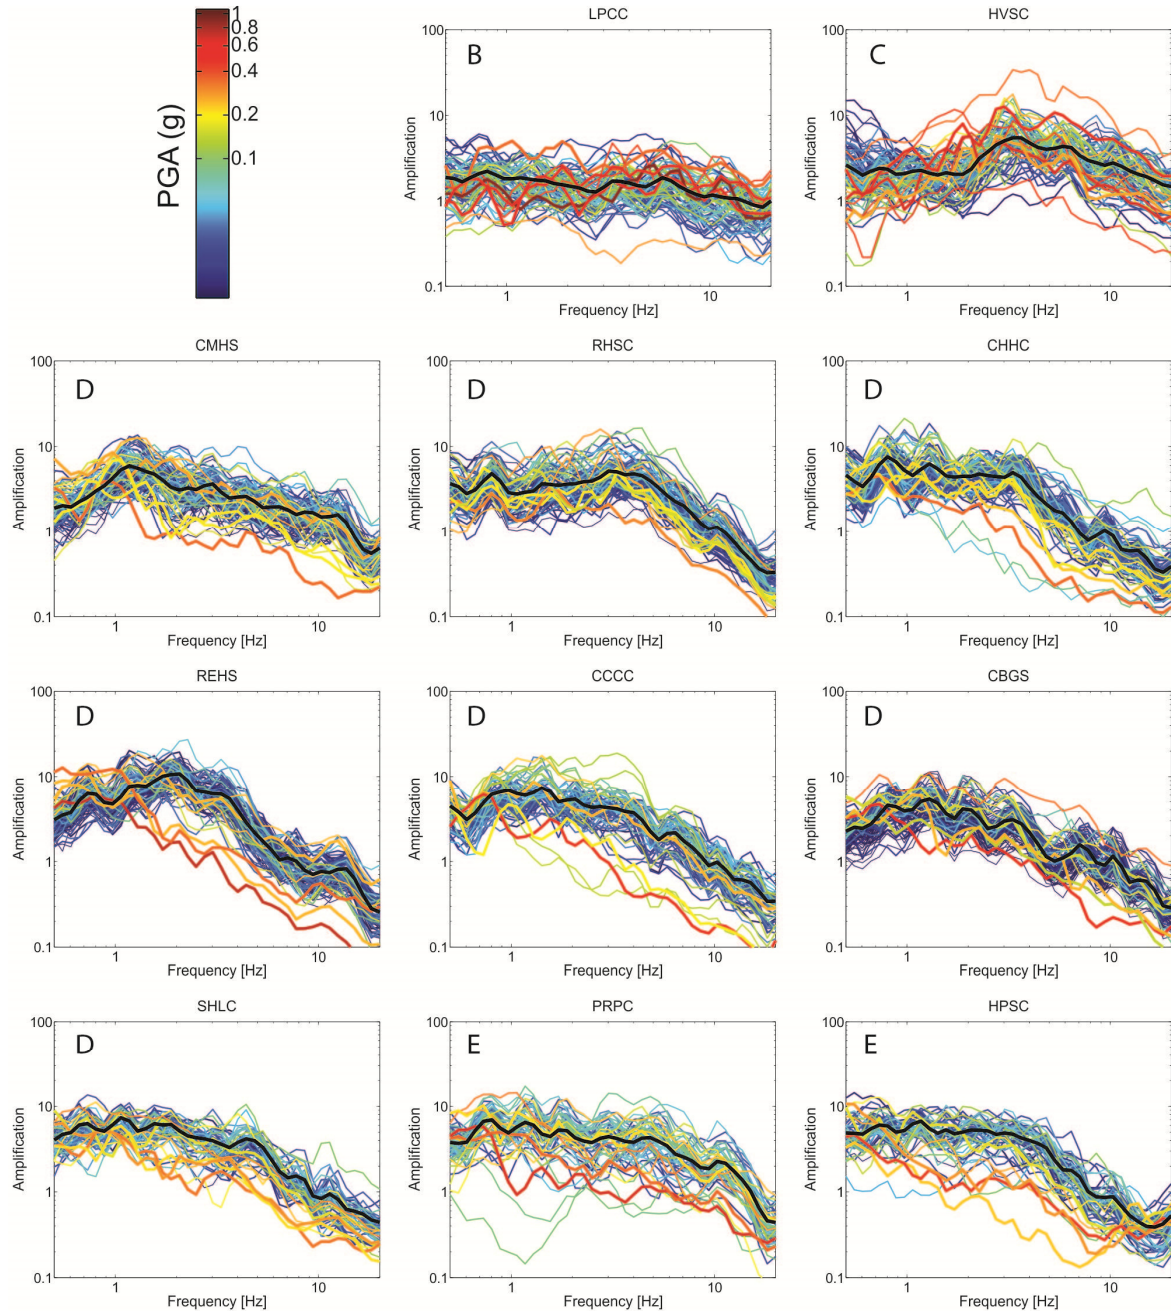 PGA (g)
1
0.8
0.6
0.4
0.2
0.1
LPCC
B
Amplification
100
10
1
0.1
1
10
Frequency [Hz]
HVSC
C
Amplification
100
10
1
0.1
1
10
Frequency [Hz]
CMHS
D
Amplification
100
10
1
0.1
1
10
Frequency [Hz]
RHSC
D
Amplification
100
10
1
0.1
1
10
Frequency [Hz]
CHHC
D
Amplification
100
10
1
0.1
1
10
Frequency [Hz]
REHS
D
Amplification
100
10
1
0.1
1
10
Frequency [Hz]
CCCC
D
Amplification
100
10
1
0.1
1
10
Frequency [Hz]
CBGS
D
Amplification
100
10
1
0.1
1
10
Frequency [Hz]
SHLC
D
Amplification
100
10
1
0.1
1
10
Frequency [Hz]
PRPC
E
Amplification
100
10
1
0.1
1
10
Frequency [Hz]
HPSC
E
Amplification
100
10
1
0.1
1
10
Frequency [Hz]